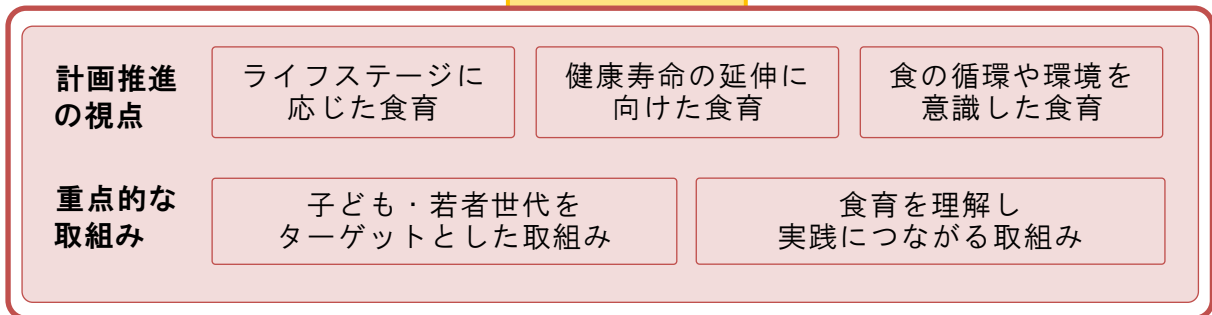 計画推進
の視点
ライフステージに
応じた食育
健康寿命の延伸に
向けた食育
食の循環や環境を
意識した食育
重点的な
取組み
子ども・若者世代を
ターゲットとした取組み
食育を理解し
実践につながる取組み